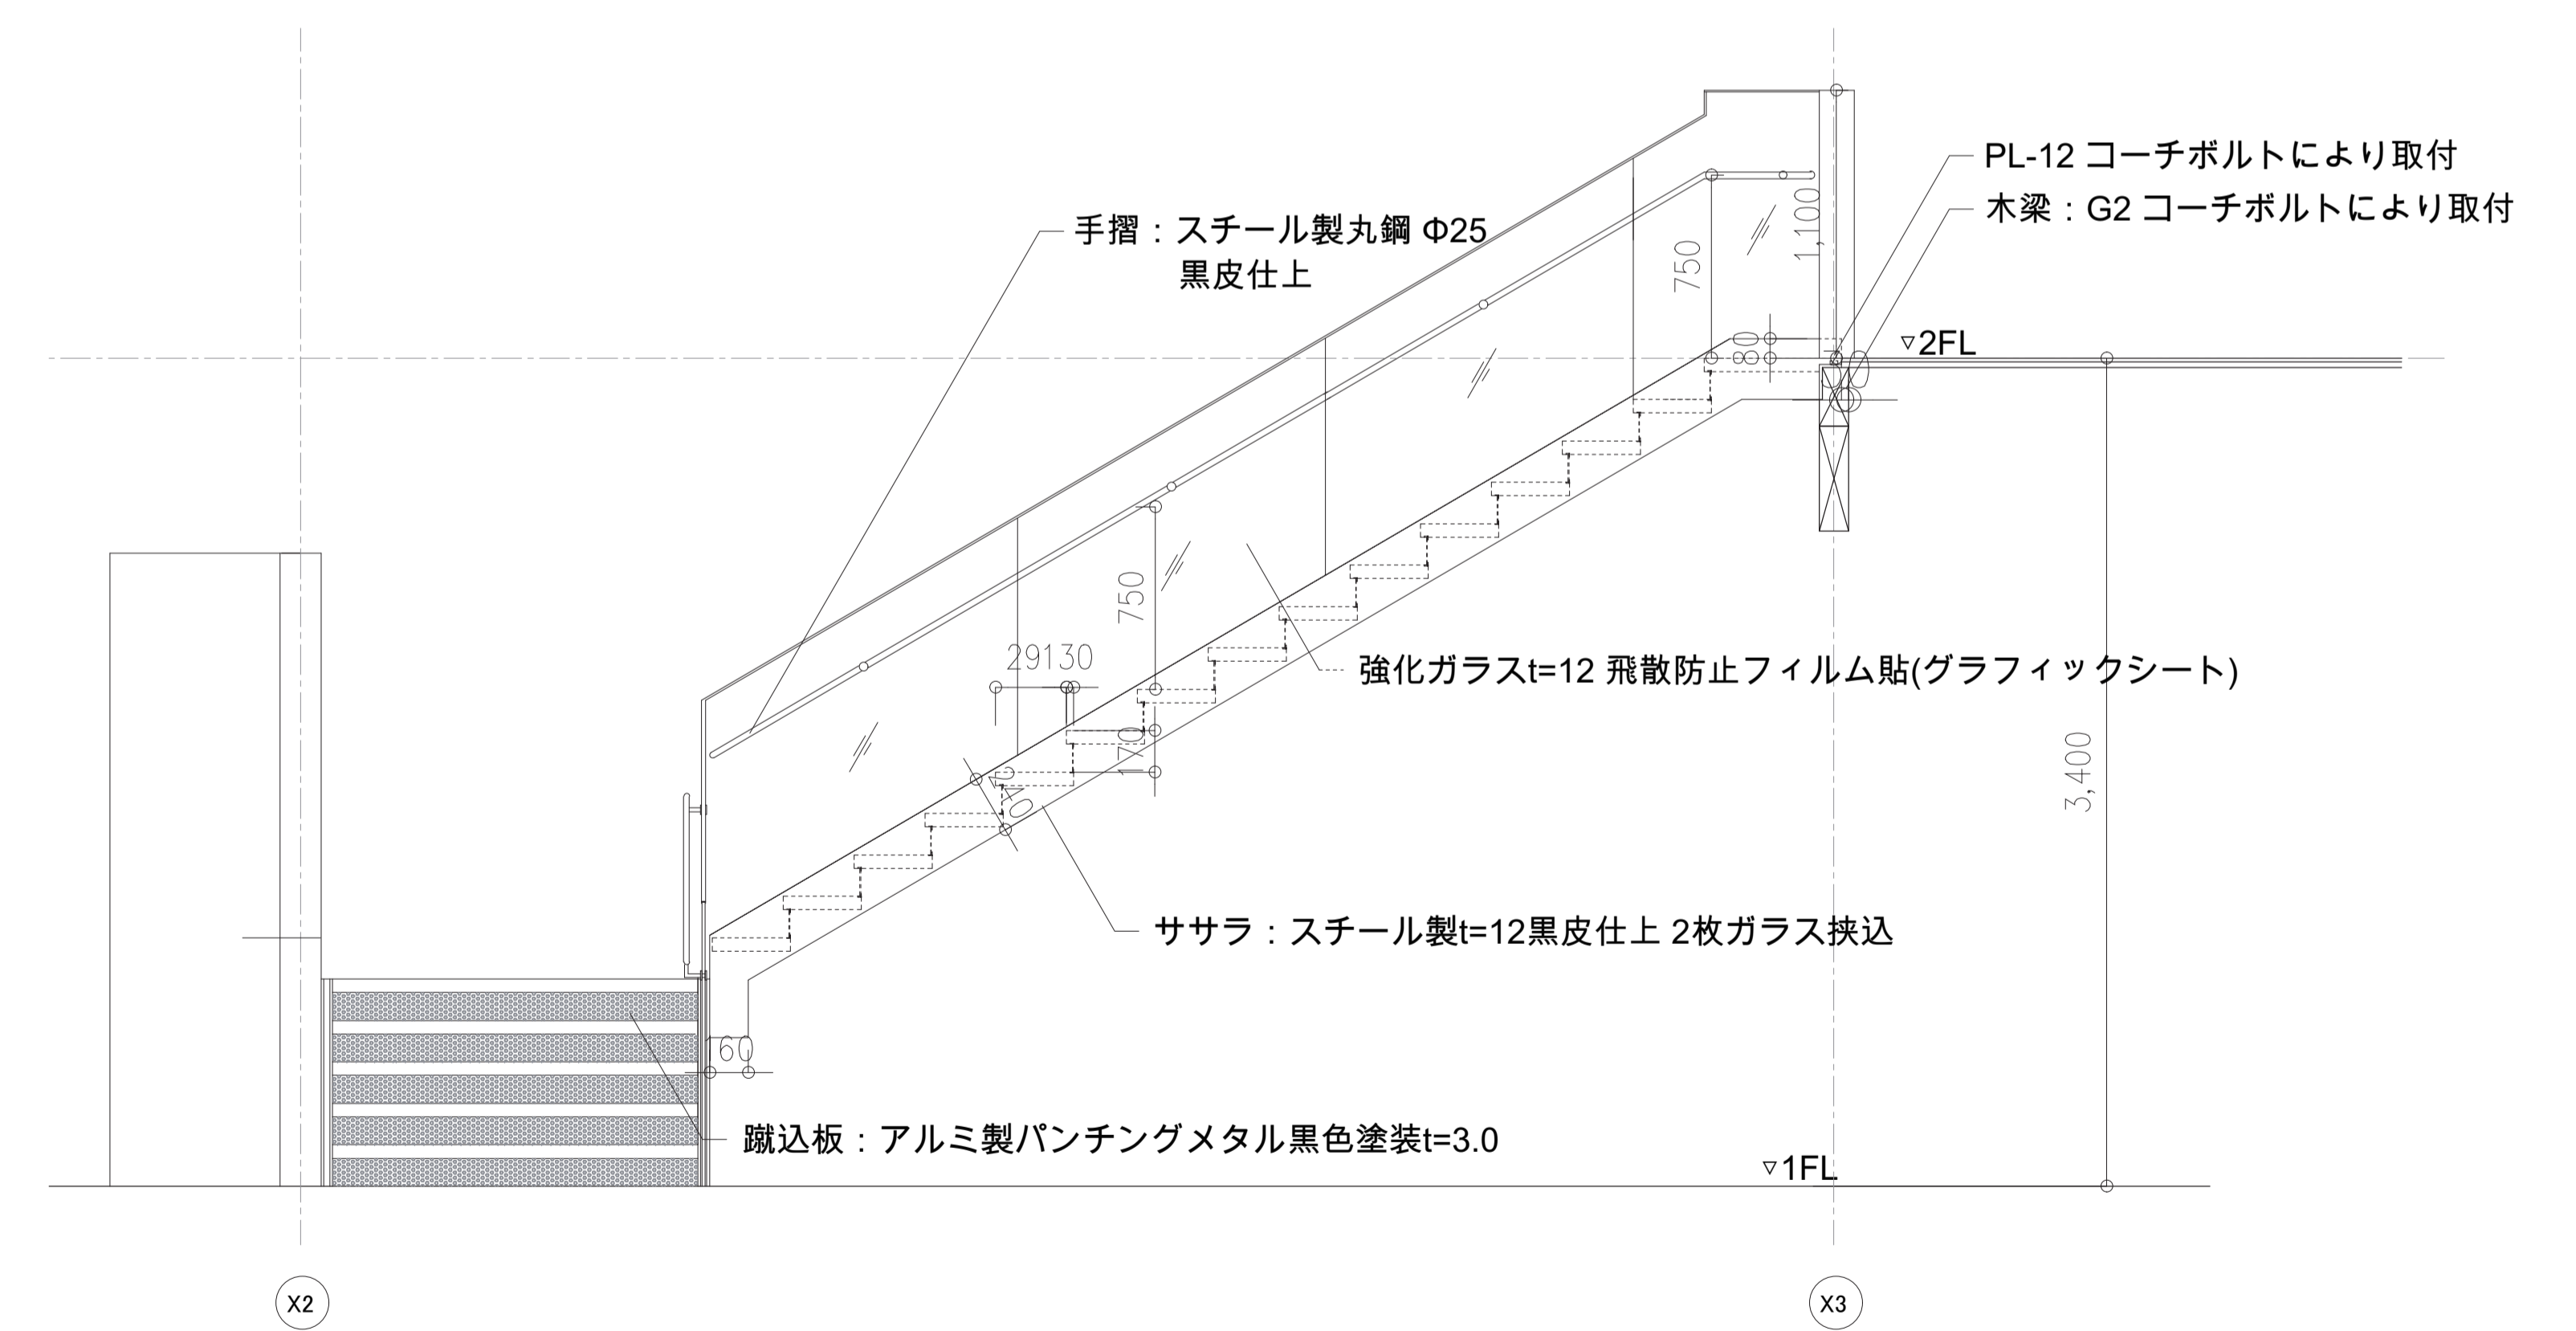 PL-12 コーチボルトにより取付
木梁：G2 コーチボルトにより取付
手摺：スチール製丸鋼 Φ25
黒皮仕上
1,100
750
80
▽2FL
750
29130
強化ガラスt=12 飛散防止フィルム貼(グラフィックシート)
170
3,400
ササラ：スチール製t=12黒皮仕上 2枚ガラス挟込
160
蹴込板：アルミ製パンチングメタル黒色塗装t=3.0
▽1FL
X2
X3